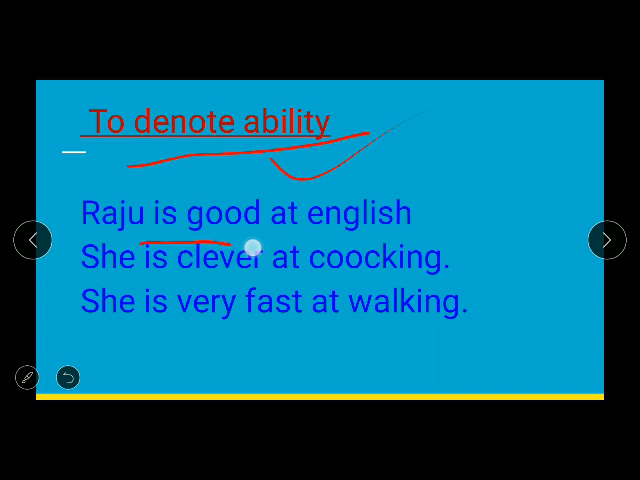 To denote ability
Raju is good at english
She is clever at coocking.
She is very fast at walking.